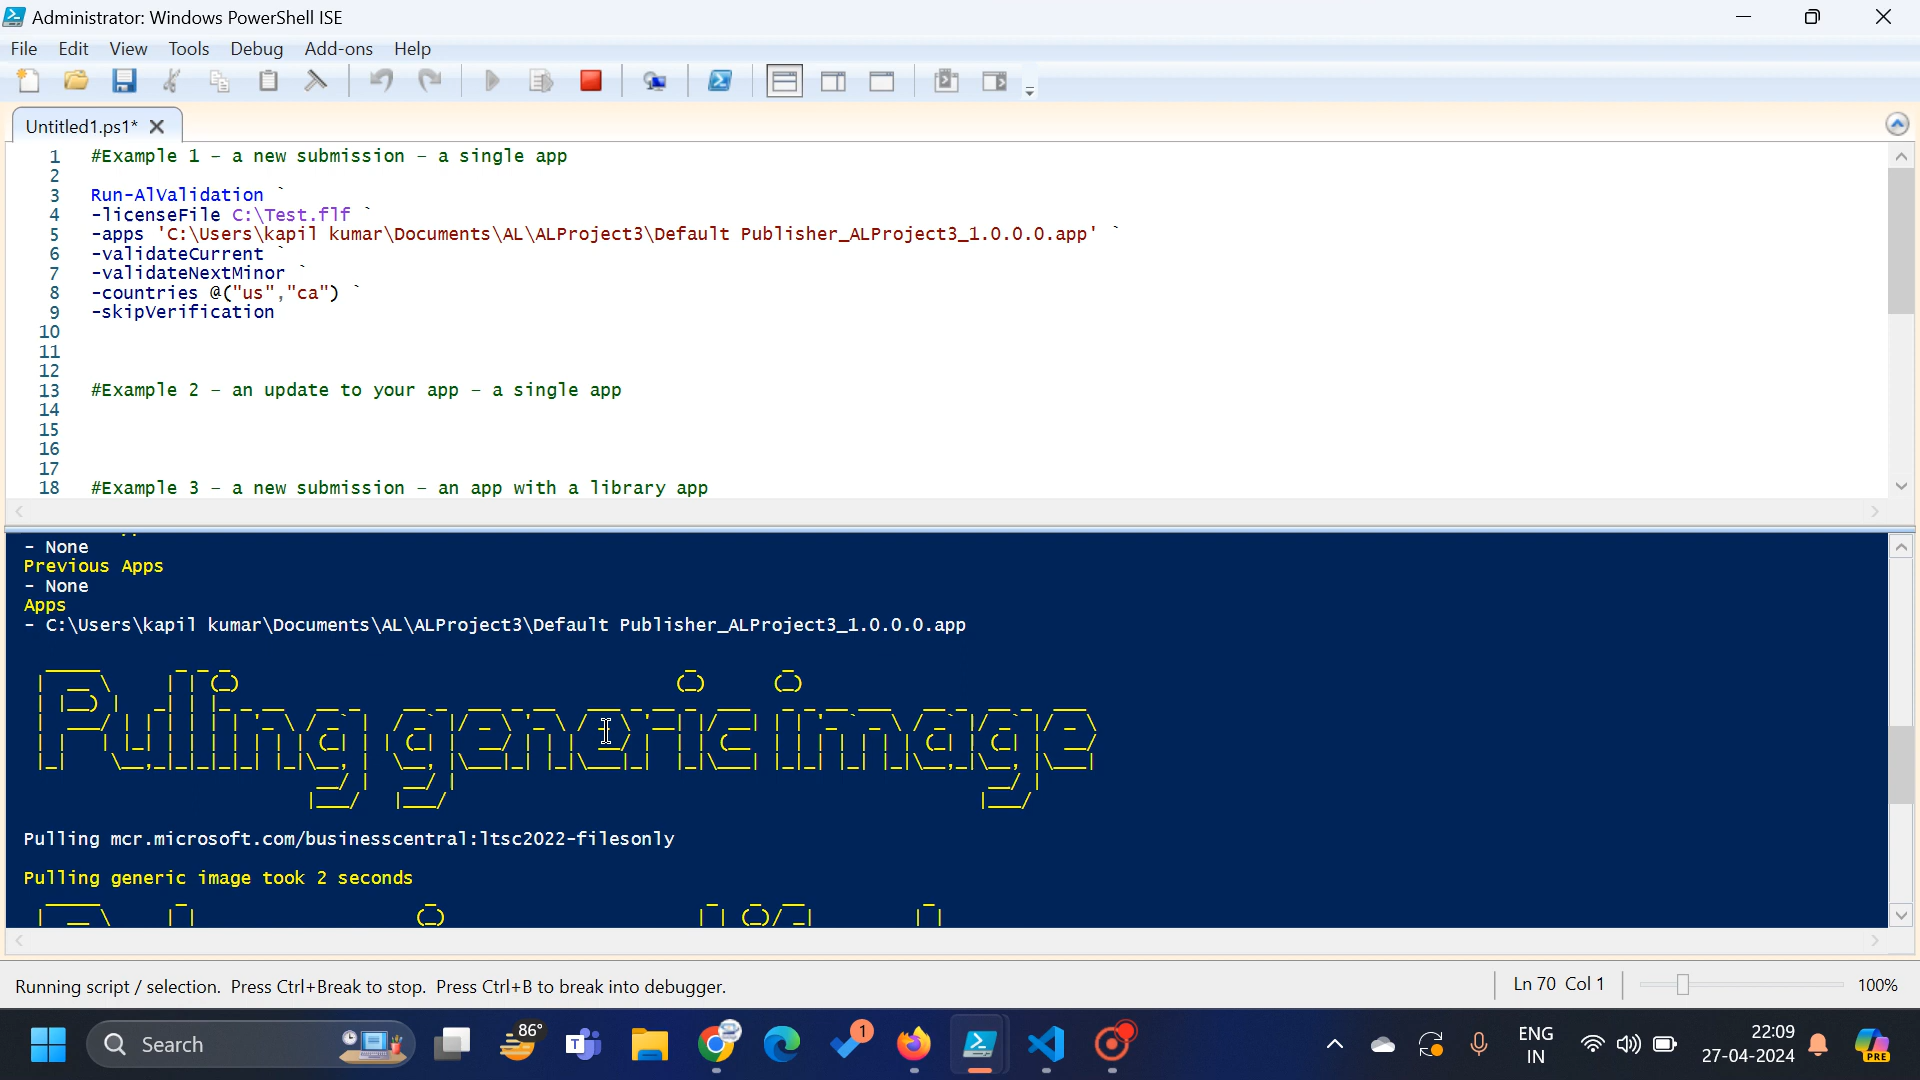 Administrator: Windows PowerShell ISE
File Edit View Tools Debug Add-ons Help
Untitled1.ps1*
1 #Example 1 - a new submission - a single app
2
3 Run-AlValidation `
4 -licenseFile C:\Test.flf `
5 -apps 'C:\Users\kapil kumar\Documents\AL\ALProject3\Default Publisher_ALProject3_1.0.0.0.app' `
6 -validateCurrent `
7 -validateNextMinor `
8 -countries @("us","ca") `
9 -skipVerification
10
11
12
13 #Example 2 - an update to your app - a single app
14
15
16
17
18 #Example 3 - a new submission - an app with a library app
- None
Previous Apps
- None
Apps
- C:\Users\kapil kumar\Documents\AL\ALProject3\Default Publisher_ALProject3_1.0.0.0.app
Pulling generic image
Pulling mcr.microsoft.com/businesscentral:ltsc2022-filesonly
Pulling generic image took 2 seconds
Running script / selection. Press Ctrl+Break to stop. Press Ctrl+B to break into debugger.
Ln 70 Col 1
100%
Search
86°
1
ENG
IN
22:09
27-04-2024
PRE